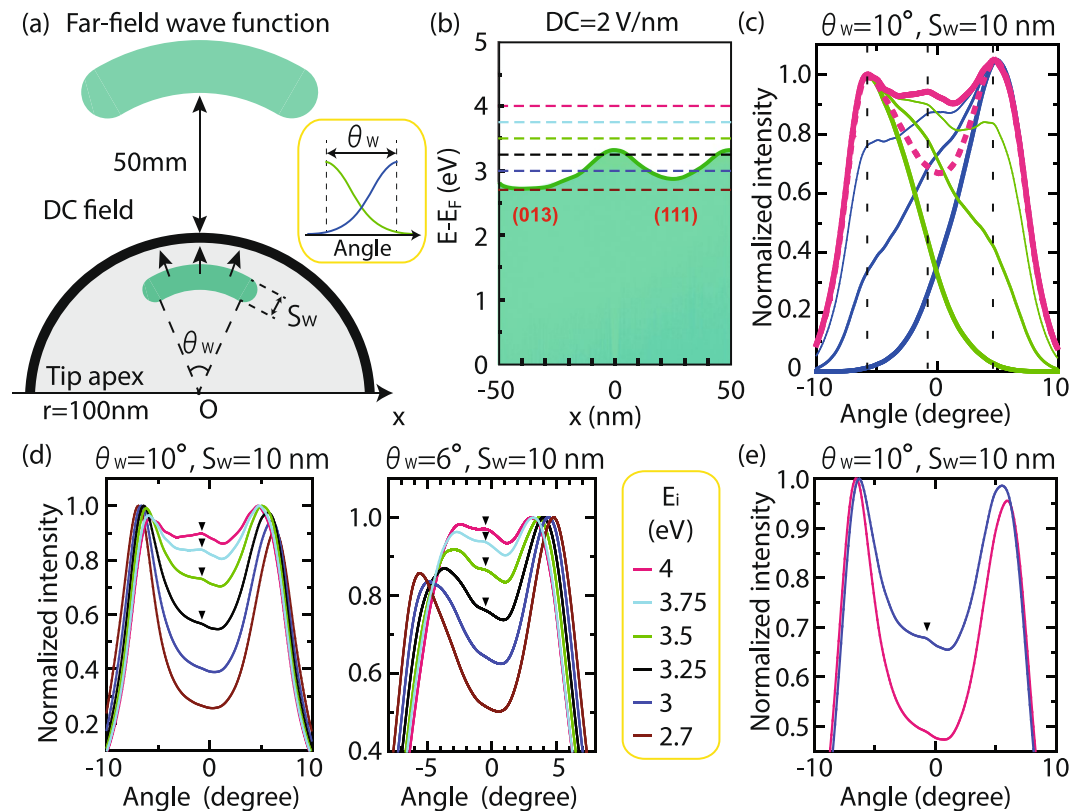 (a) Far-field wave function
50mm
DC field
θw
Angle
Sw
θw
Tip apex
r=100nm
O
x
(b) DC=2 V/nm
E-EF (eV)
5
4
3
2
1
0
(013)
(111)
-50
0
50
x (nm)
(c) θw=10°, Sw=10 nm
Normalized intensity
1.0
0.8
0.6
0.4
0.2
0
-10
0
10
Angle (degree)
(d) θw=10°, Sw=10 nm
Normalized intensity
1.0
0.8
0.6
0.4
0.2
-10
0
10
Angle (degree)
θw=6°, Sw=10 nm
1.0
0.8
0.6
0.4
-5
0
5
Angle (degree)
Ei
(eV)
4
3.75
3.5
3.25
3
2.7
(e) θw=10°, Sw=10 nm
Normalized intensity
1.0
0.9
0.8
0.7
0.6
0.5
-10
0
10
Angle (degree)